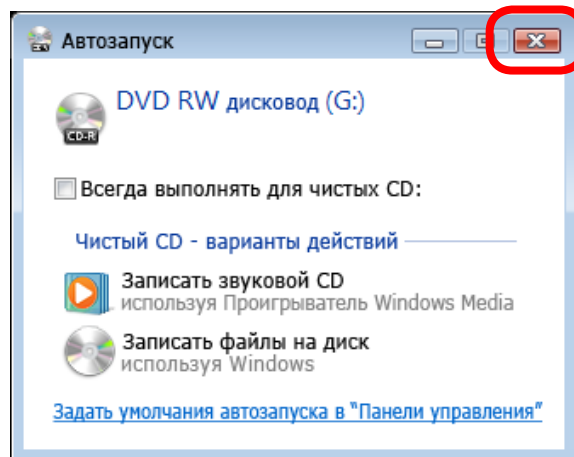 Автозапуск
DVD RW дисковод (G:)
CD-R
Всегда выполнять для чистых CD:
Чистый CD - варианты действий
Записать звуковой CD
используя Проигрыватель Windows Media
Записать файлы на диск
используя Windows
Задать умолчания автозапуска в "Панели управления"